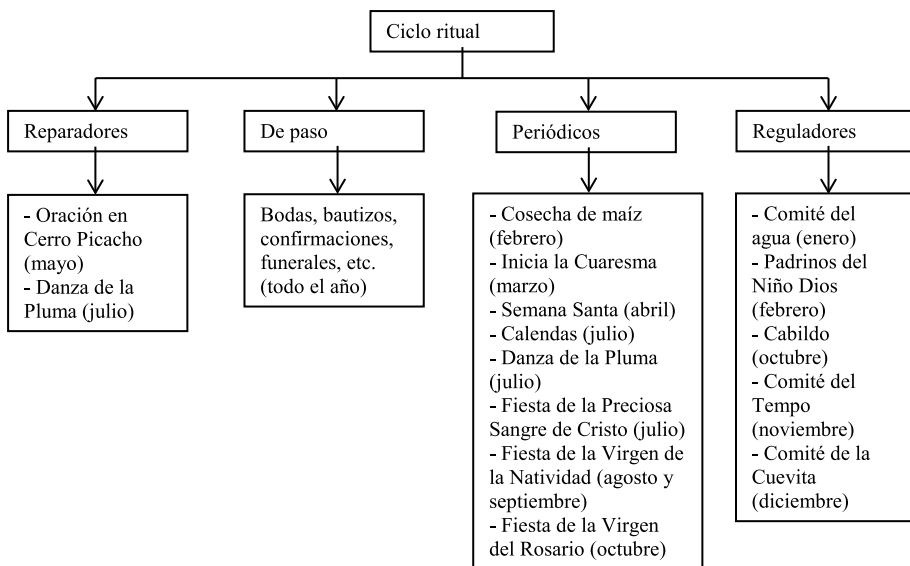 Ciclo ritual
Reparadores
De paso
Periódicos
Reguladores
- Oración en
Cerro Picacho
(mayo)
- Danza de la
Pluma (julio)
Bodas, bautizos,
confirmaciones,
funerales, etc.
(todo el año)
- Cosecha de maíz
(febrero)
- Inicia la Cuaresma
(marzo)
- Semana Santa (abril)
- Calendas (julio)
- Danza de la Pluma
(julio)
- Fiesta de la Preciosa
Sangre de Cristo (julio)
- Fiesta de la Virgen de
la Natividad (agosto y
septiembre)
- Fiesta de la Virgen
del Rosario (octubre)
- Comité del
agua (enero)
- Padrinos del
Niño Dios
(febrero)
- Cabildo
(octubre)
- Comité del
Tempo
(noviembre)
- Comité de la
Cuevita
(diciembre)